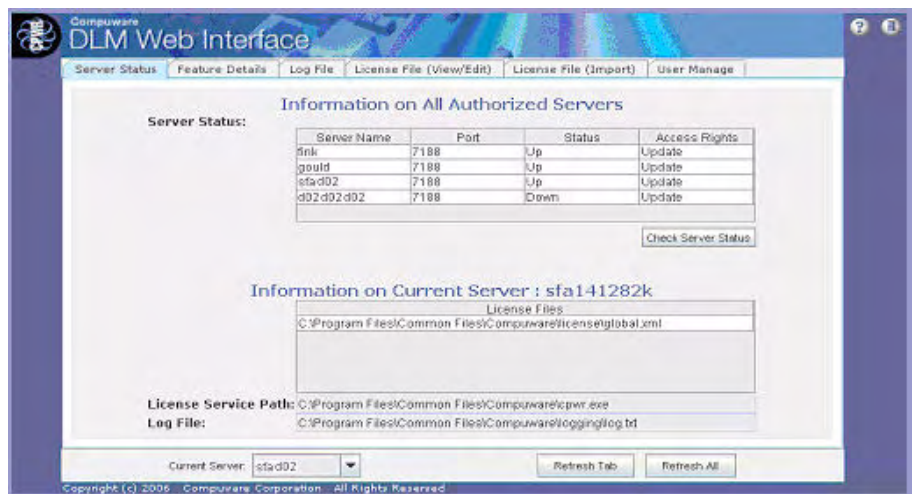 CPWR
Compuware
DLM Web Interface
Server Status Feature Details Log File License File (View/Edit) License File (Import) User Manage
Information on All Authorized Servers
Server Status:
Server Name Port Status Access Rights
fink 7188 Up Update
gould 7188 Up Update
sfad02 7188 Up Update
d02d02d02 7188 Down Update
Check Server Status
Information on Current Server : sfa141282k
License Files
C:\Program Files\Common Files\Compuware\license\global.xml
License Service Path: C:\Program Files\Common Files\Compuware\cpwr.exe
Log File: C:\Program Files\Common Files\Compuware\logging\log.txt
Current Server: sfad02 Refresh Tab Refresh All
Copyright (c) 2006 Compuware Corporation All Rights Reserved